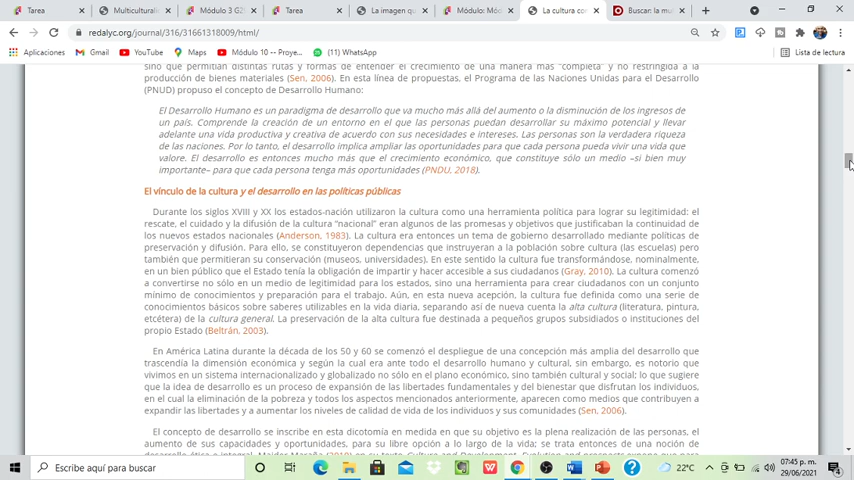 Tarea
Multiculturali
Módulo 3 G2
Tarea
La imagen qu
Módulo: Mód
La cultura co
Buscar: la mu
redalyc.org/journal/316/31661318009/html/
Aplicaciones
Gmail
YouTube
Maps
Módulo 10 -- Proye...
(11) WhatsApp
Lista de lectura
sino que permitían distintas rutas y formas de entender el crecimiento de una manera más "completa" y no restringida a la
producción de bienes materiales (Sen, 2006). En esta línea de propuestas, el Programa de las Naciones Unidas para el Desarrollo
(PNUD) propuso el concepto de Desarrollo Humano:
El Desarrollo Humano es un paradigma de desarrollo que va mucho más allá del aumento o la disminución de los ingresos de
un país. Comprende la creación de un entorno en el que las personas puedan desarrollar su máximo potencial y llevar
adelante una vida productiva y creativa de acuerdo con sus necesidades e intereses. Las personas son la verdadera riqueza
de las naciones. Por lo tanto, el desarrollo implica ampliar las oportunidades para que cada persona pueda vivir una vida que
valore. El desarrollo es entonces mucho más que el crecimiento económico, que constituye sólo un medio –si bien muy
importante– para que cada persona tenga más oportunidades (PNDU, 2018).
El vínculo de la cultura y el desarrollo en las políticas públicas
Durante los siglos XVIII y XX los estados-nación utilizaron la cultura como una herramienta política para lograr su legitimidad: el
rescate, el cuidado y la difusión de la cultura "nacional" eran algunos de las promesas y objetivos que justificaban la continuidad de
los nuevos estados nacionales (Anderson, 1983). La cultura era entonces un tema de gobierno desarrollado mediante políticas de
preservación y difusión. Para ello, se constituyeron dependencias que instruyeran a la población sobre cultura (las escuelas) pero
también que permitieran su conservación (museos, universidades). En este sentido la cultura fue transformándose, nominalmente,
en un bien público que el Estado tenía la obligación de impartir y hacer accesible a sus ciudadanos (Gray, 2010). La cultura comenzó
a convertirse no sólo en un medio de legitimidad para los estados, sino una herramienta para crear ciudadanos con un conjunto
mínimo de conocimientos y preparación para el trabajo. Aún, en esta nueva acepción, la cultura fue definida como una serie de
conocimientos básicos sobre saberes utilizables en la vida diaria, separando así de nueva cuenta la alta cultura (literatura, pintura,
etcétera) de la cultura general. La preservación de la alta cultura fue destinada a pequeños grupos subsidiados o instituciones del
propio Estado (Beltrán, 2003).
En América Latina durante la década de los 50 y 60 se comenzó el despliegue de una concepción más amplia del desarrollo que
trascendía la dimensión económica y según la cual era ante todo el desarrollo humano y cultural, sin embargo, es notorio que
vivimos en un sistema internacionalizado y globalizado no sólo en el plano económico, sino también cultural y social; lo que sugiere
que la idea de desarrollo es un proceso de expansión de las libertades fundamentales y del bienestar que disfrutan los individuos,
en el cual la eliminación de la pobreza y todos los aspectos mencionados anteriormente, aparecen como medios que contribuyen a
expandir las libertades y a aumentar los niveles de calidad de vida de los individuos y sus comunidades (Sen, 2006).
El concepto de desarrollo se inscribe en esta dicotomía en medida en que su objetivo es la plena realización de las personas, el
aumento de sus capacidades y oportunidades, para su libre opción a lo largo de la vida; se trata entonces de una noción de
Escribe aquí para buscar
22°C
07:45 p. m.
29/06/2021
4